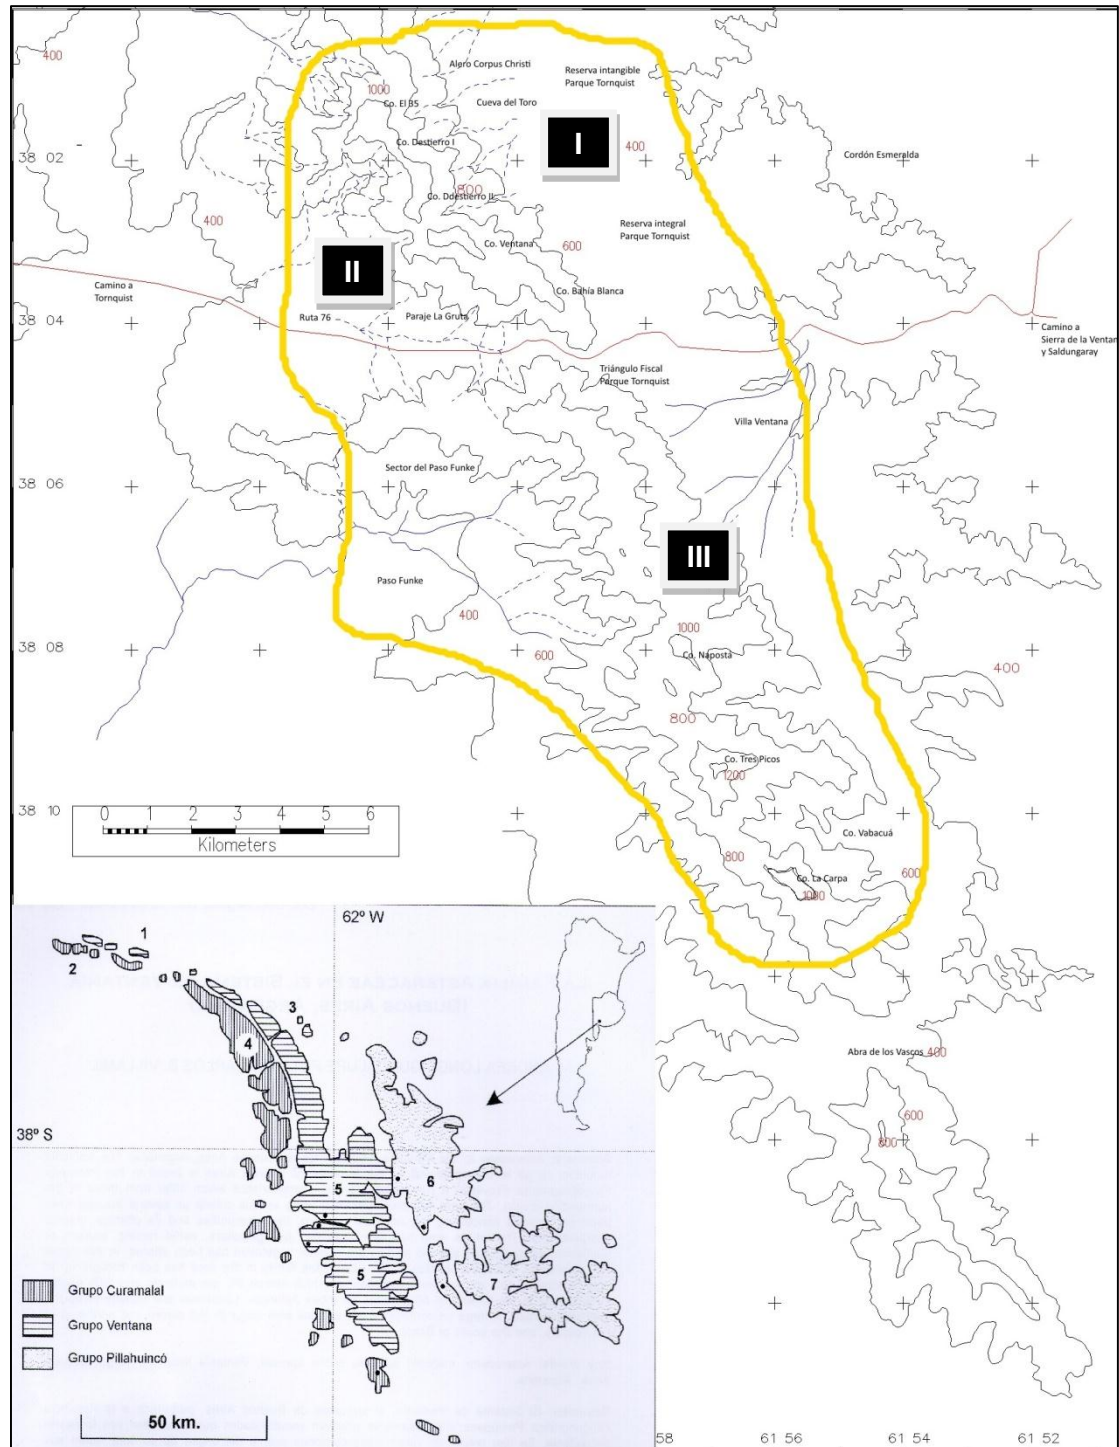 400
Alero Corpus Christi
Reserva intangible
Parque Tornquist
1000
Co. El BS
Cueva del Toro
I
Co. Destierro I
400
38 02
Cordón Esmeralda
800
Co. Ddestierro II
400
Reserva integral
Parque Tornquist
Co. Ventana
600
II
Camino a
Tornquist
Co. Bahía Blanca
Ruta 76
Paraje La Gruta
38 04
Camino a
Sierra de la Ventan
y Saldungaray
Triángulo Fiscal
Parque Tornquist
Villa Ventana
Sector del Paso Funke
38 06
III
Paso Funke
400
1000
38 08
600
Co. Napostá
400
800
Co. Tres Picos
1200
38 10
0 1 2 3 4 5 6
Kilometers
Co. Vabacuá
800
Co. La Carpa
600
1000
62º W
1
2
3
4
38º S
5
6
5
7
Grupo Curamalal
Grupo Ventana
Grupo Pillahuincó
50 km.
Abra de los Vascos
400
600
800
58
61 56
61 54
61 52